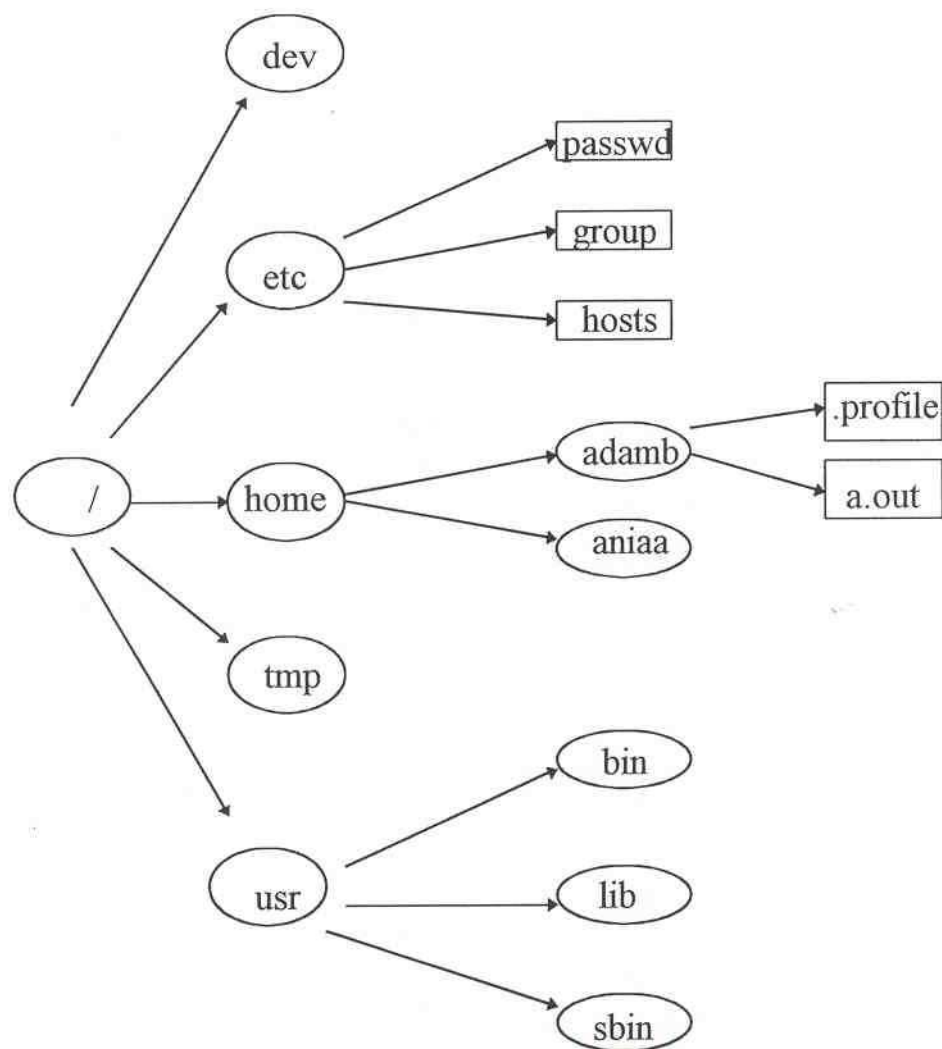 dev
passwd
group
etc
hosts
.profile
adamb
/
home
a.out
aniaa
tmp
bin
usr
lib
sbin